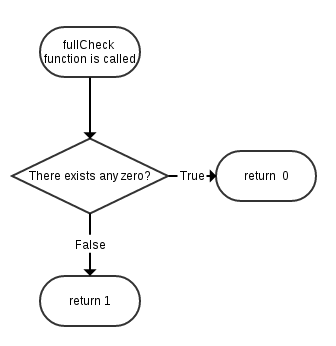 fullCheck
function is called
There exists any zero?
True
return 0
False
return 1